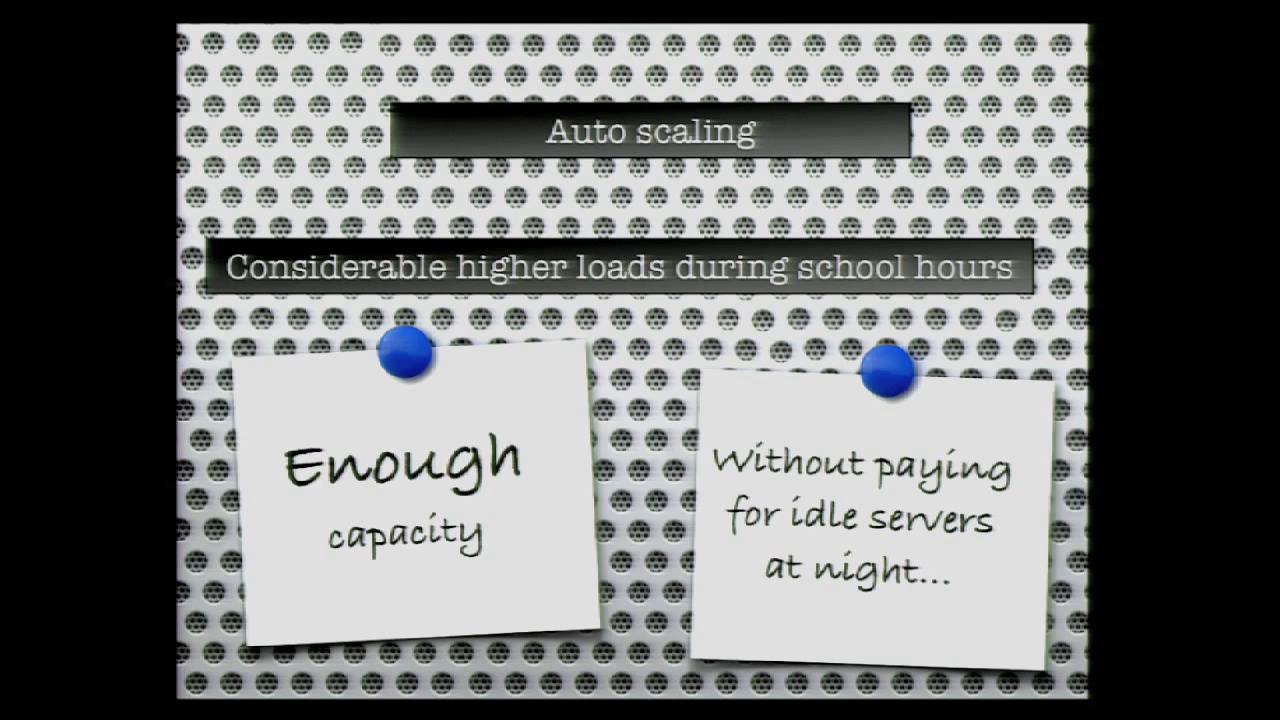 Auto scaling
Considerable higher loads during school hours
Enough
capacity
Without paying
for idle servers
at night...